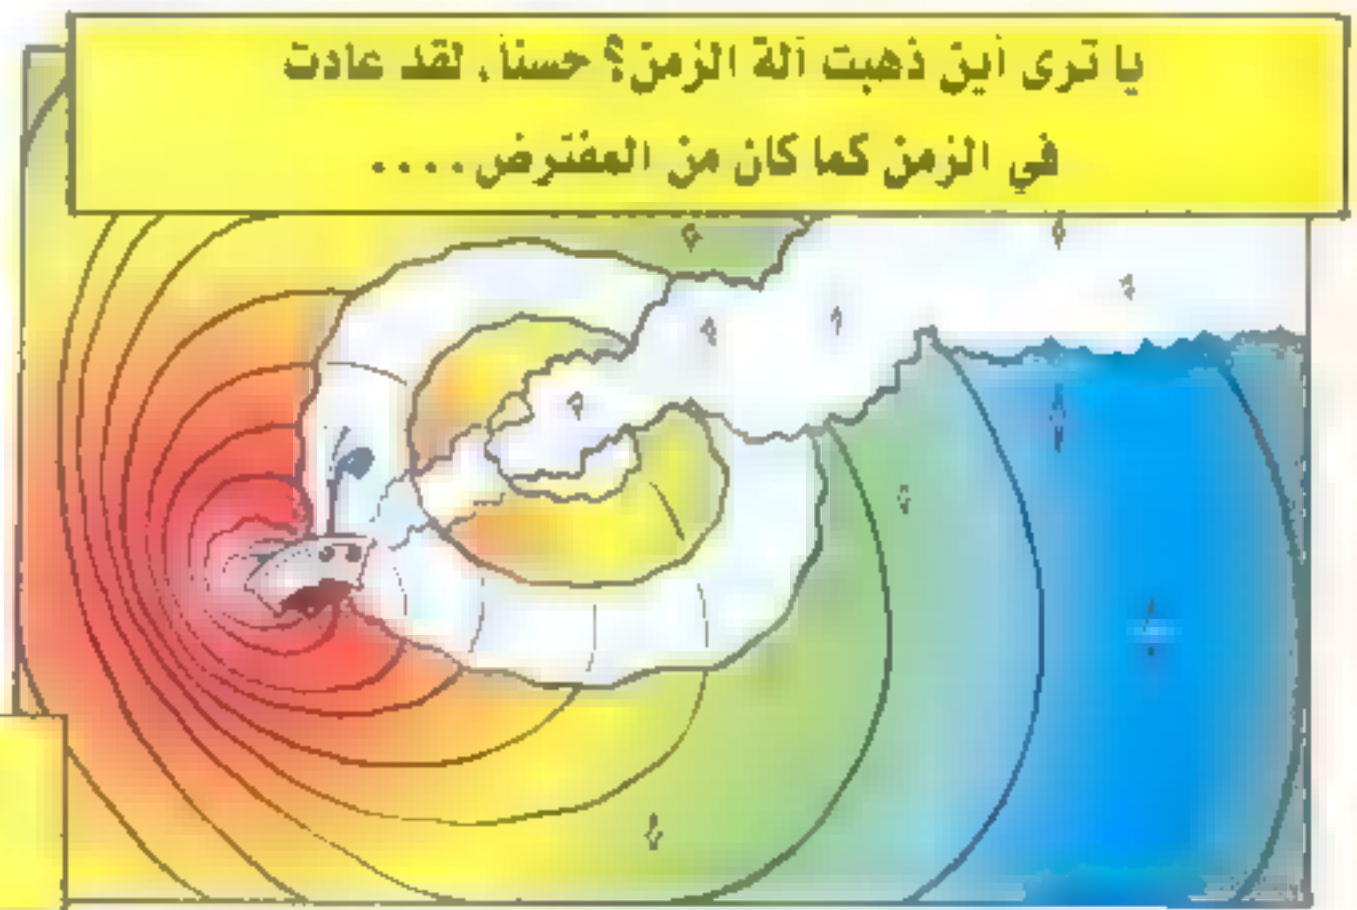 يا ترى أين ذهبت آلة الزمن؟ حسناً، لقد عادت
في الزمن كما كان من المفترض....